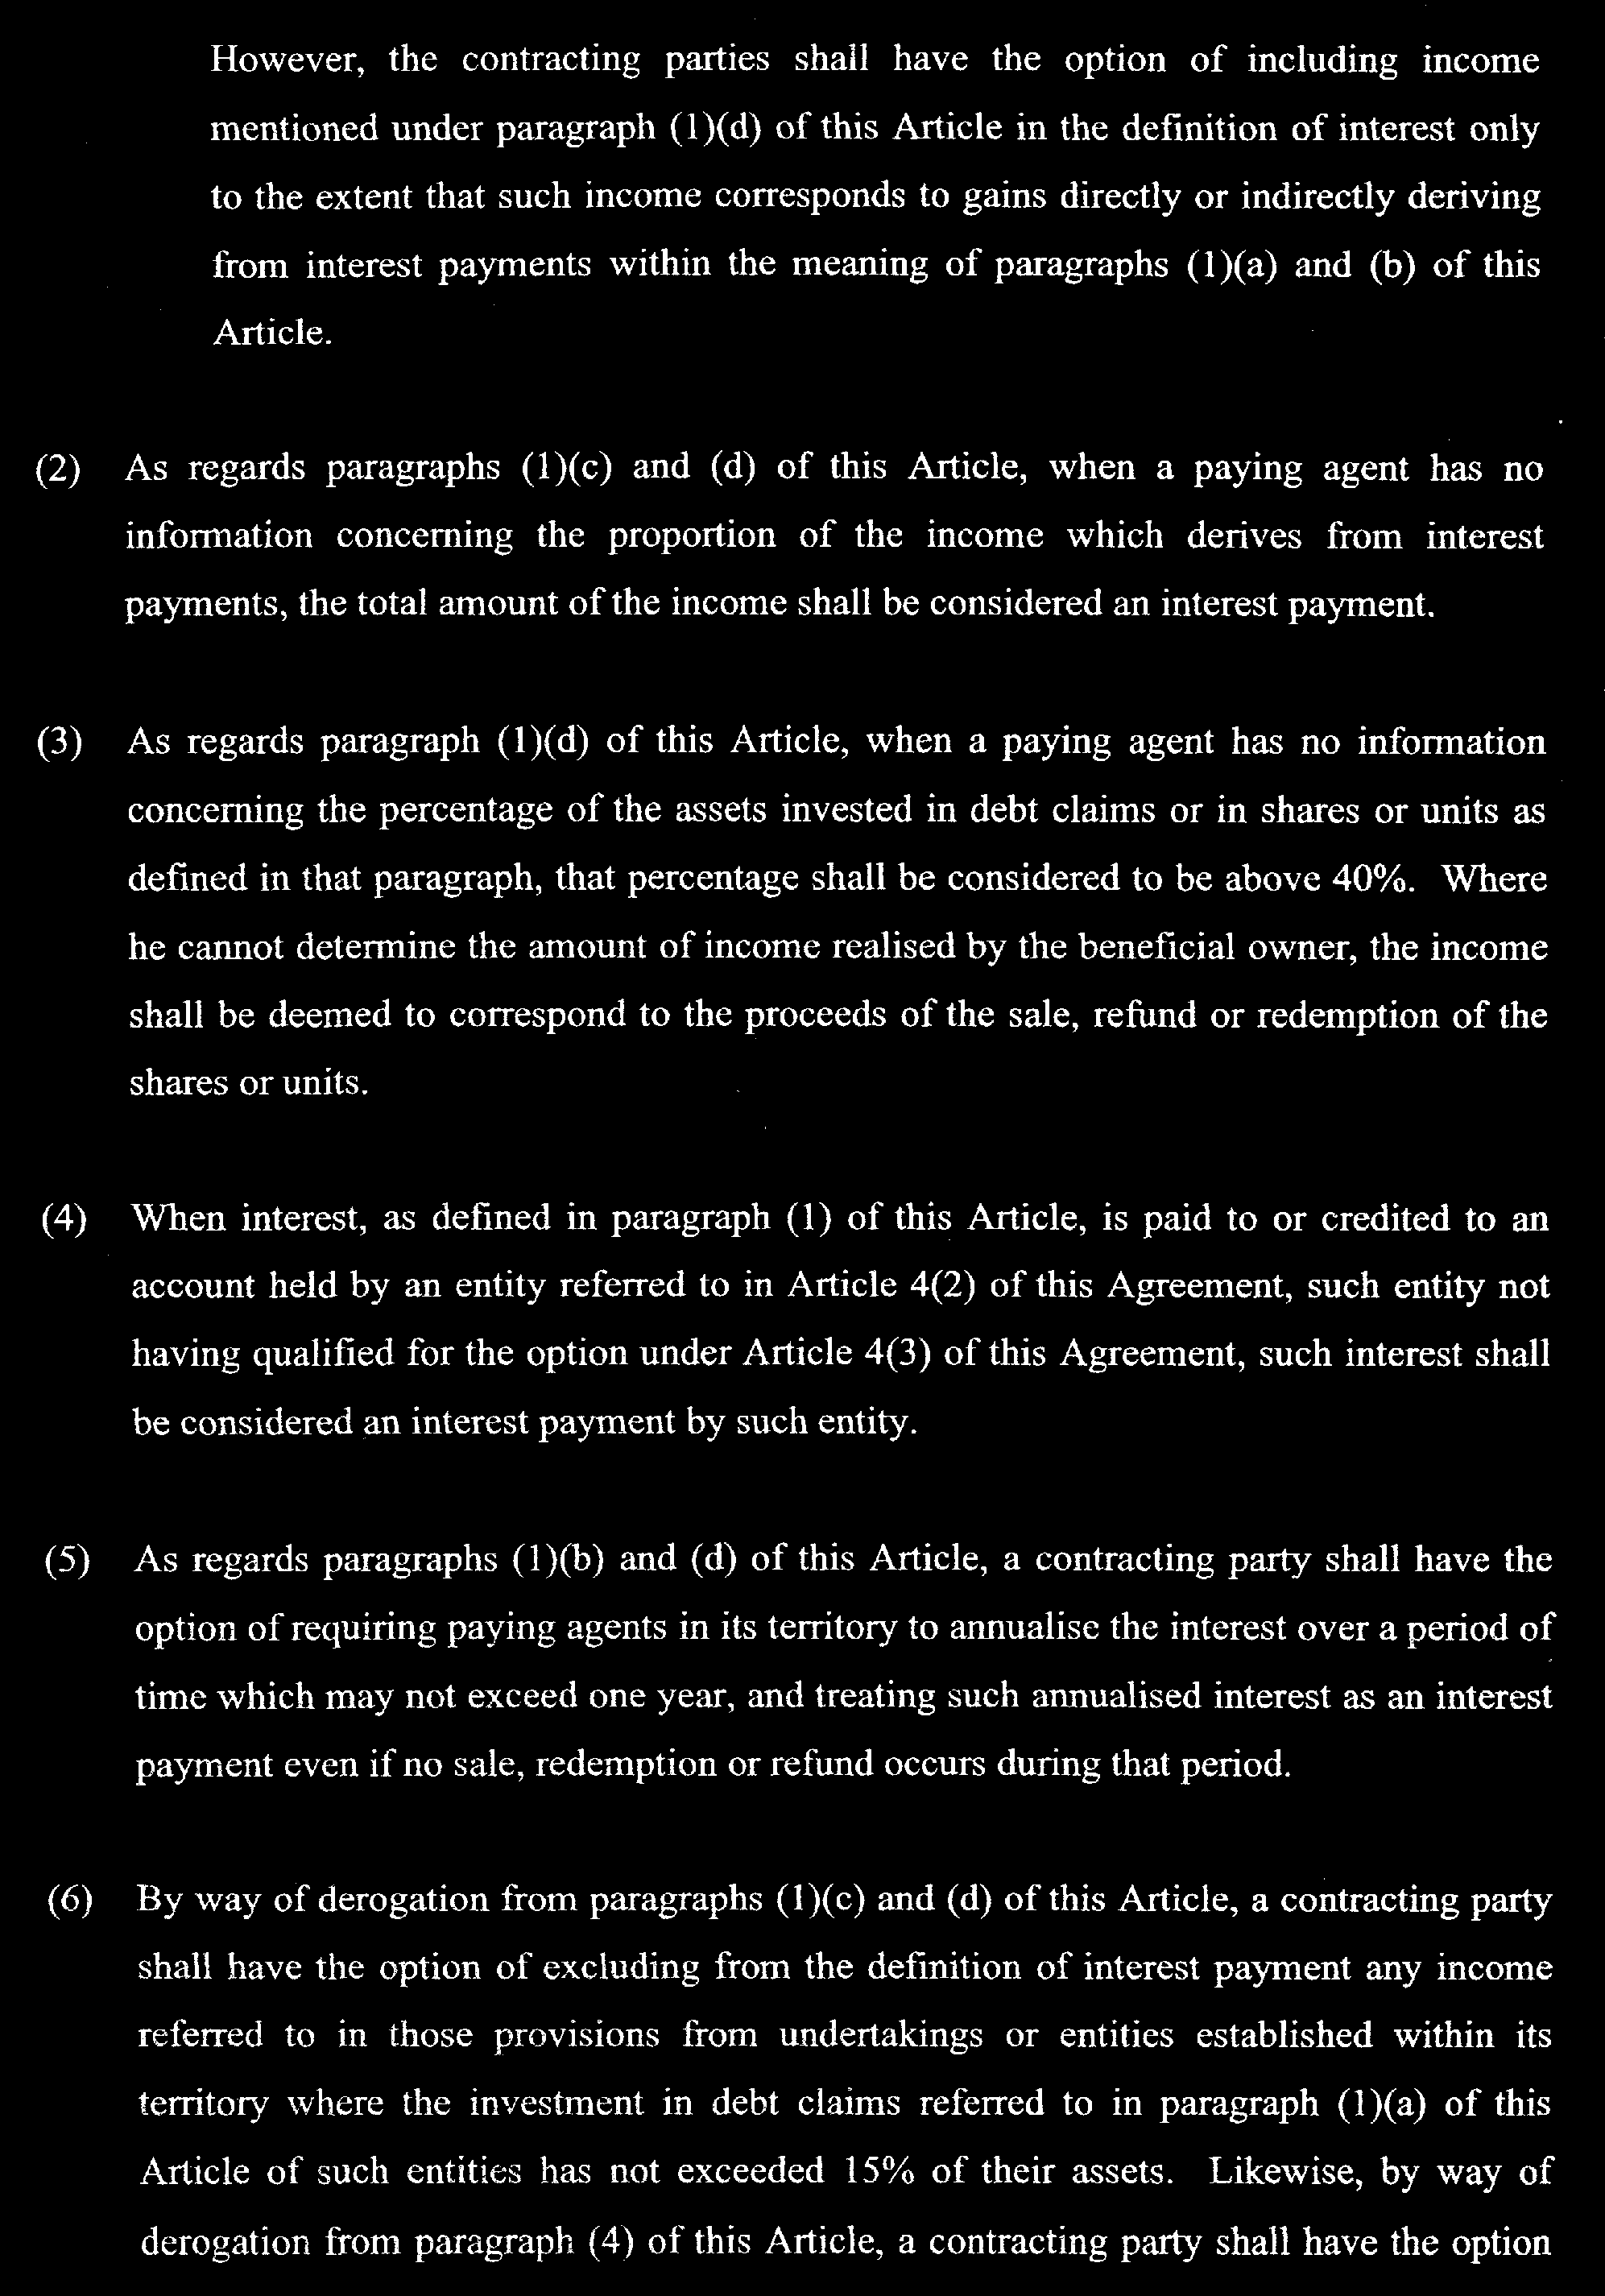 However, the contracting parties shall have the option of including income
mentioned under paragraph (1)(d) of this Article in the definition of interest only
to the extent that such income corresponds to gains directly or indirectly deriving
from interest payments within the meaning of paragraphs (1)(a) and (b) of this
Article.
(2) As regards paragraphs (1)(c) and (d) of this Article, when a paying agent has no
information concerning the proportion of the income which derives from interest
payments, the total amount of the income shall be considered an interest payment.
(3) As regards paragraph (1)(d) of this Article, when a paying agent has no information
concerning the percentage of the assets invested in debt claims or in shares or units as
defined in that paragraph, that percentage shall be considered to be above 40%. Where
he cannot determine the amount of income realised by the beneficial owner, the income
shall be deemed to correspond to the proceeds of the sale, refund or redemption of the
shares or units.
(4) When interest, as defined in paragraph (1) of this Article, is paid to or credited to an
account held by an entity referred to in Article 4(2) of this Agreement, such entity not
having qualified for the option under Article 4(3) of this Agreement, such interest shall
be considered an interest payment by such entity.
(5) As regards paragraphs (1)(b) and (d) of this Article, a contracting party shall have the
option of requiring paying agents in its territory to annualise the interest over a period of
time which may not exceed one year, and treating such annualised interest as an interest
payment even if no sale, redemption or refund occurs during that period.
(6) By way of derogation from paragraphs (1)(c) and (d) of this Article, a contracting party
shall have the option of excluding from the definition of interest payment any income
referred to in those provisions from undertakings or entities established within its
territory where the investment in debt claims referred to in paragraph (1)(a) of this
Article of such entities has not exceeded 15% of their assets. Likewise, by way of
derogation from paragraph (4) of this Article, a contracting party shall have the option